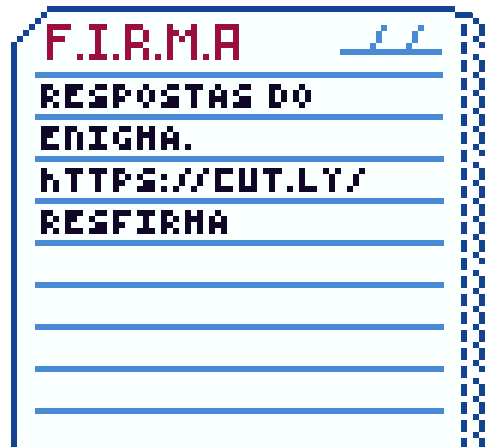 F.I.R.M.A / /
RESPOSTAS DO
ENIGMA.
HTTPS://CUT.LY/
RESFIRMA